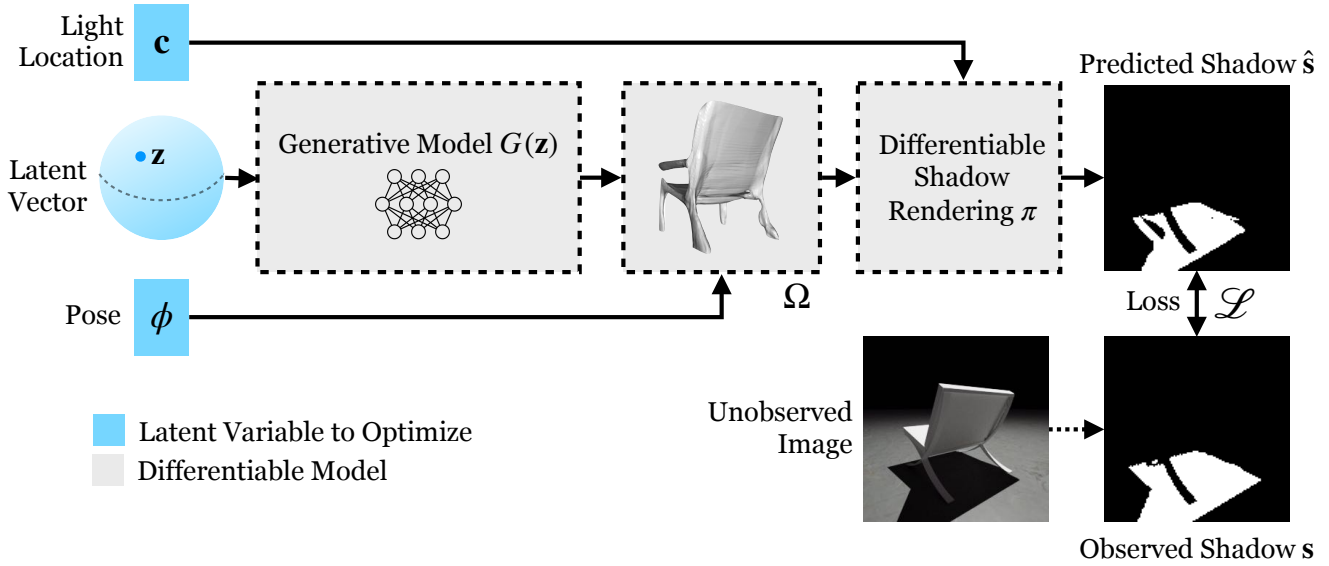 Light
Location
c
Predicted Shadow ŝ
Generative Model G(z)
Differentiable
Shadow
Rendering π
z
Latent
Vector
Ω
Pose
ϕ
Loss
ℒ
Unobserved
Image
Latent Variable to Optimize
Differentiable Model
Observed Shadow s